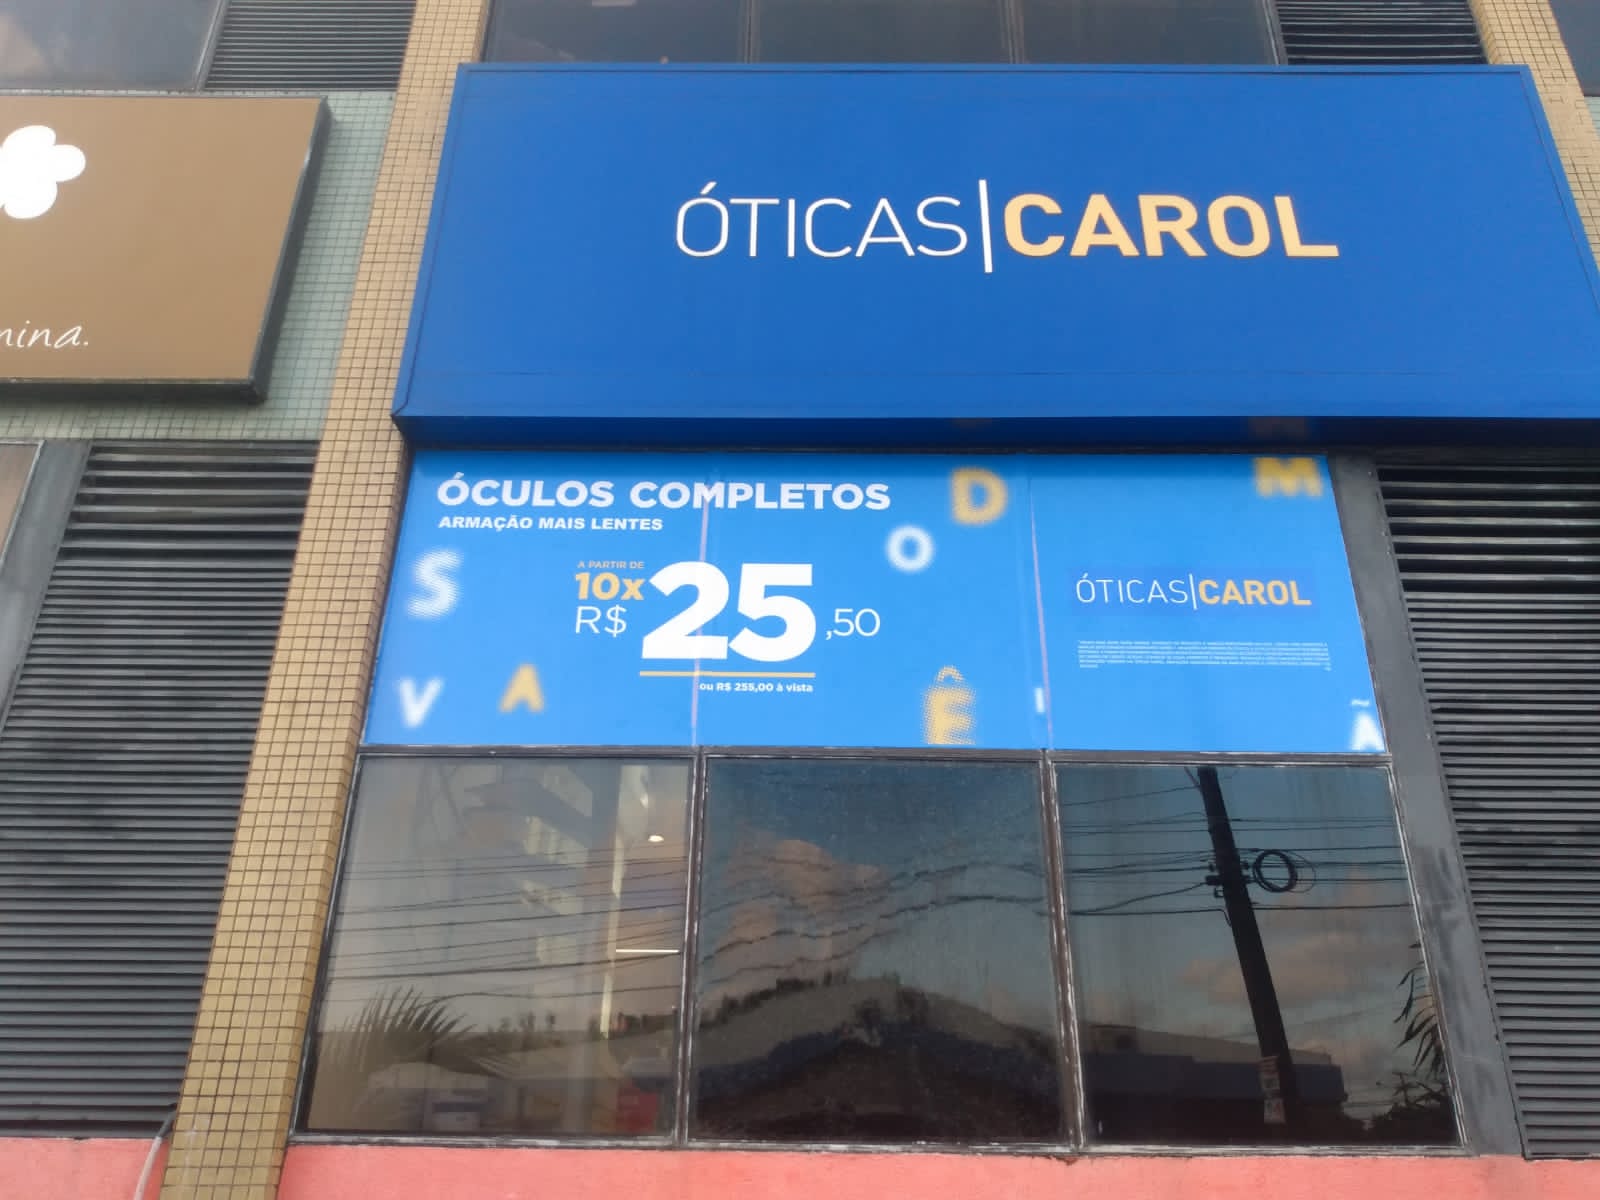 ÓTICAS|CAROL
mina.
ÓCULOS COMPLETOS
ARMAÇÃO MAIS LENTES
A PARTIR DE
10x
R$ 25,50
ou R$ 255,00 à vista
ÓTICAS|CAROL
D
M
O
S
V
A
Ê
I
Ã